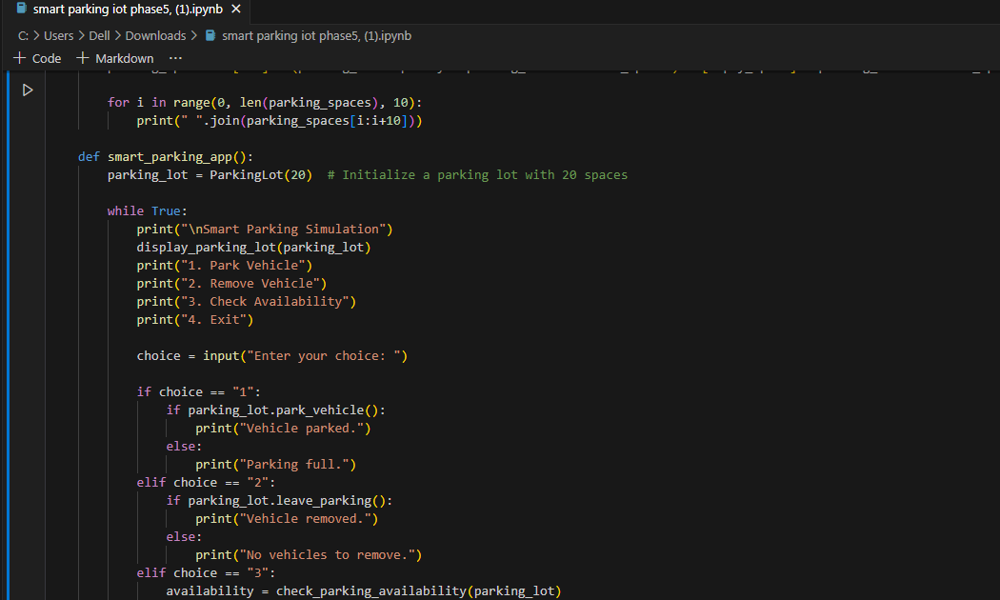 smart parking iot phase5, (1).ipynb ✕
C: > Users > Dell > Downloads > smart parking iot phase5, (1).ipynb
+ Code + Markdown ···
for i in range(0, len(parking_spaces), 10):
print(" ".join(parking_spaces[i:i+10]))
def smart_parking_app():
parking_lot = ParkingLot(20) # Initialize a parking lot with 20 spaces
while True:
print("\nSmart Parking Simulation")
display_parking_lot(parking_lot)
print("1. Park Vehicle")
print("2. Remove Vehicle")
print("3. Check Availability")
print("4. Exit")
choice = input("Enter your choice: ")
if choice == "1":
if parking_lot.park_vehicle():
print("Vehicle parked.")
else:
print("Parking full.")
elif choice == "2":
if parking_lot.leave_parking():
print("Vehicle removed.")
else:
print("No vehicles to remove.")
elif choice == "3":
availability = check_parking_availability(parking_lot)